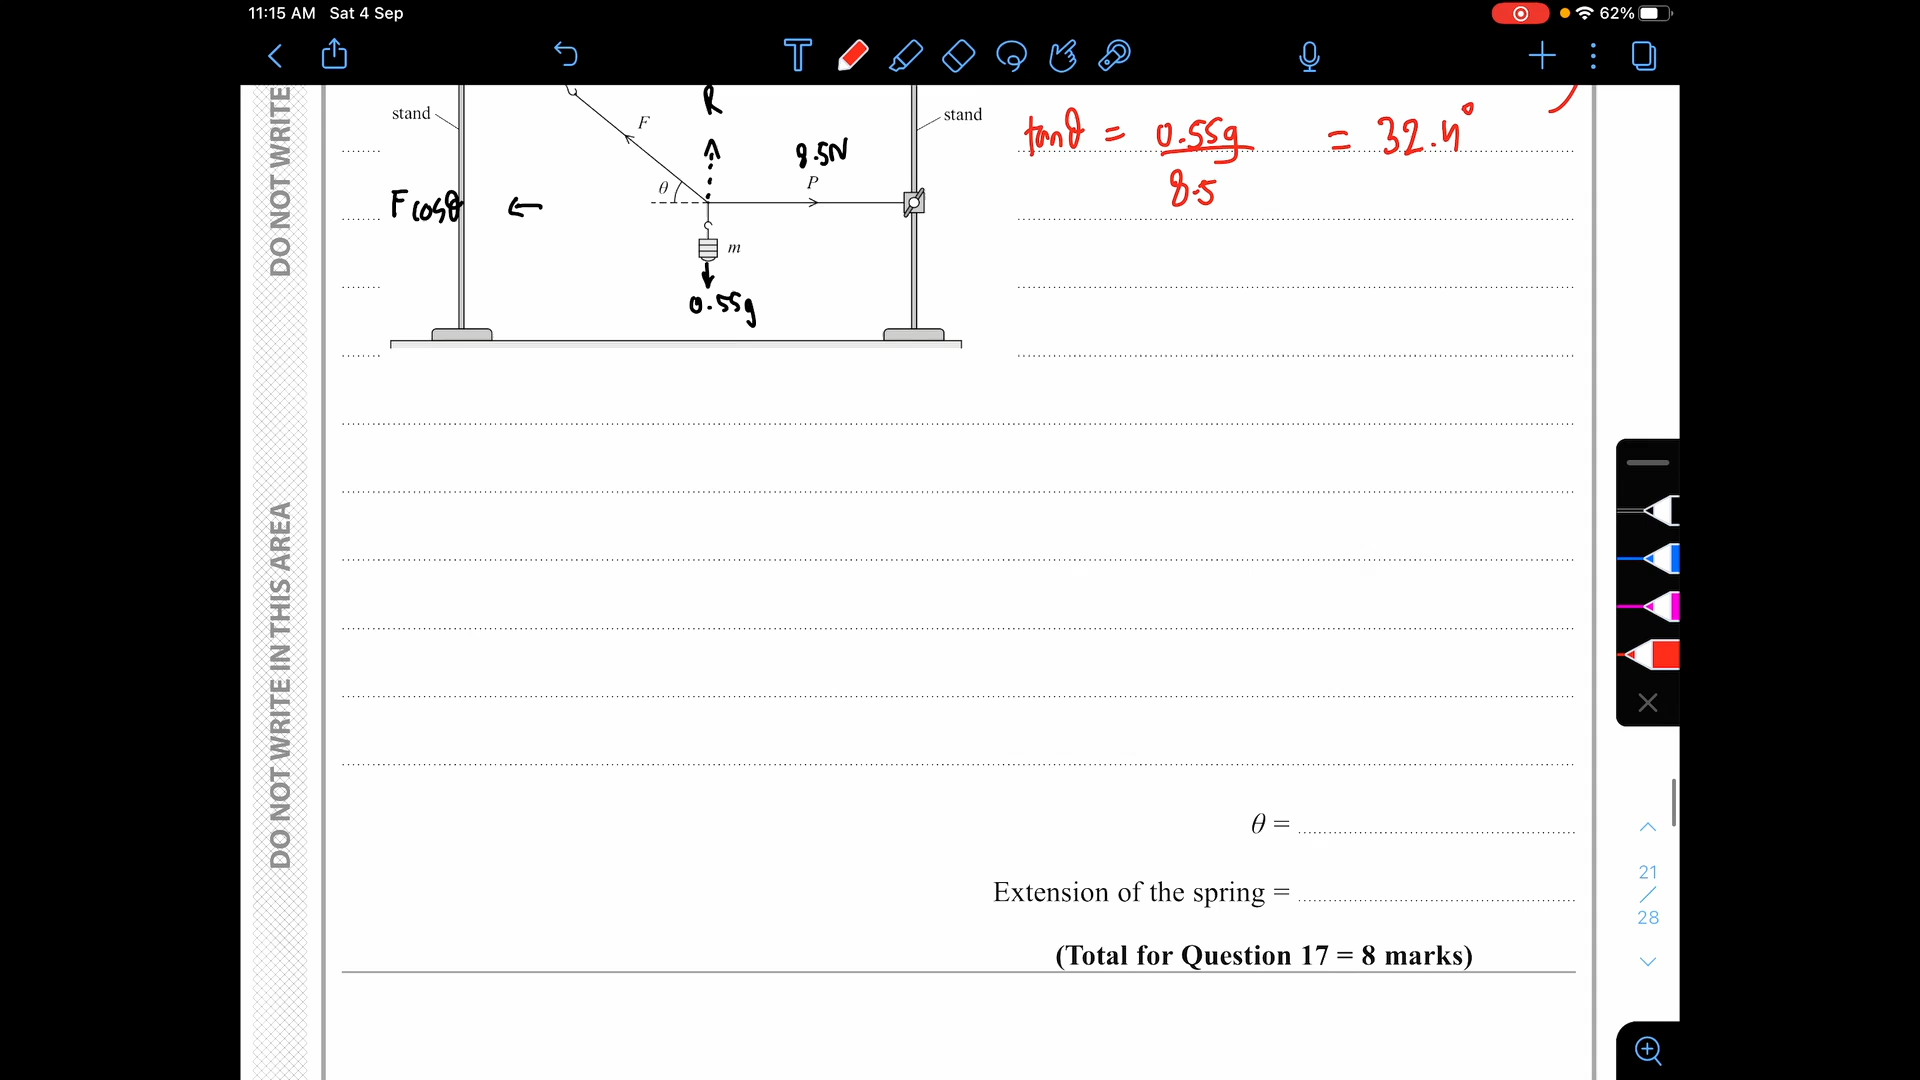 11:15 AM Sat 4 Sep
62%
DO NOT WRITE
stand
F
R
8.5N
P
θ
m
0.55g
Fcosθ ←
stand
tanθ = 0.55g = 32.4°
8.5
DO NOT WRITE IN THIS AREA
θ =
Extension of the spring =
(Total for Question 17 = 8 marks)
21
28